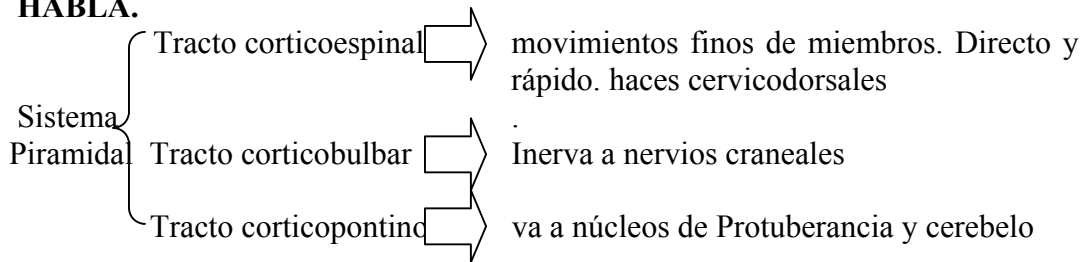 HABLA.
Tracto corticoespinal movimientos finos de miembros. Directo y
rápido. haces cervicodorsales
Sistema .
Piramidal Tracto corticobulbar Inerva a nervios craneales
Tracto corticopontino va a núcleos de Protuberancia y cerebelo